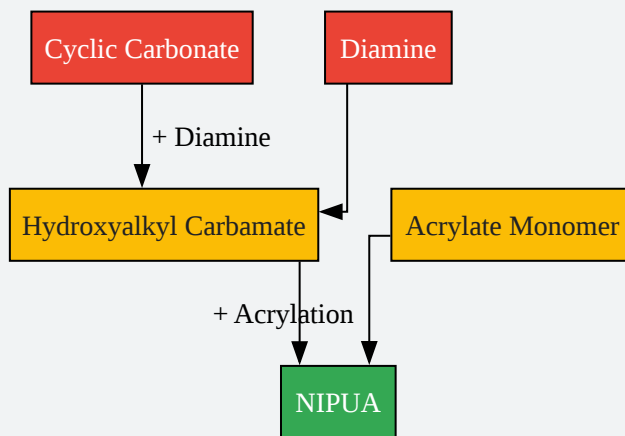 Cyclic Carbonate
Diamine
+ Diamine
Hydroxyalkyl Carbamate
Acrylate Monomer
+ Acrylation
NIPUA